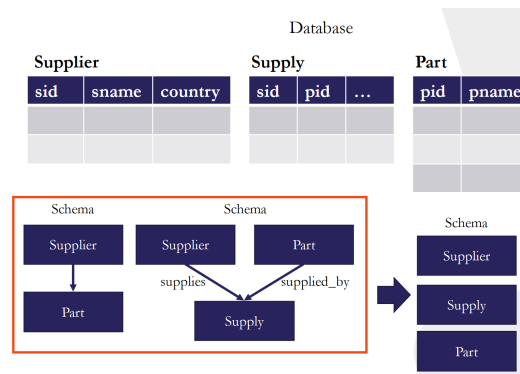 Database
Supplier
Supply
Part
sid sname country
sid pid ...
pid pname
Schema
Schema
Supplier
Part
Supplier
Part
supplies
supplied_by
Supply
Schema
Supplier
Supply
Part